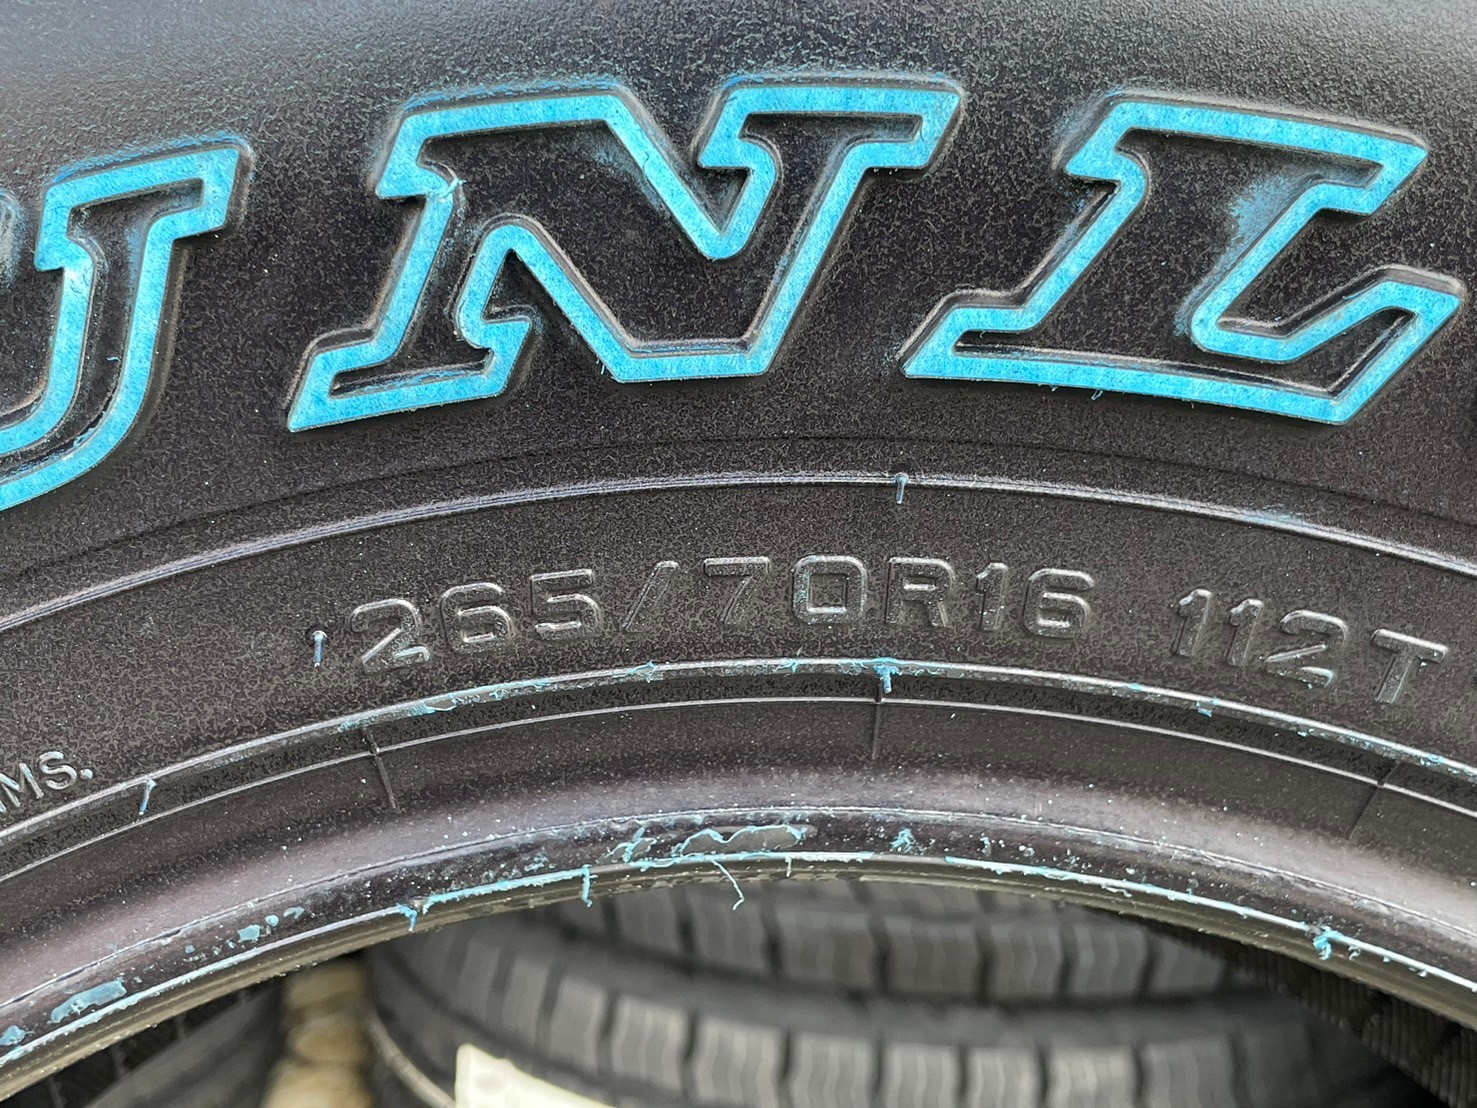 UNL
265/70R16 112T
MS.